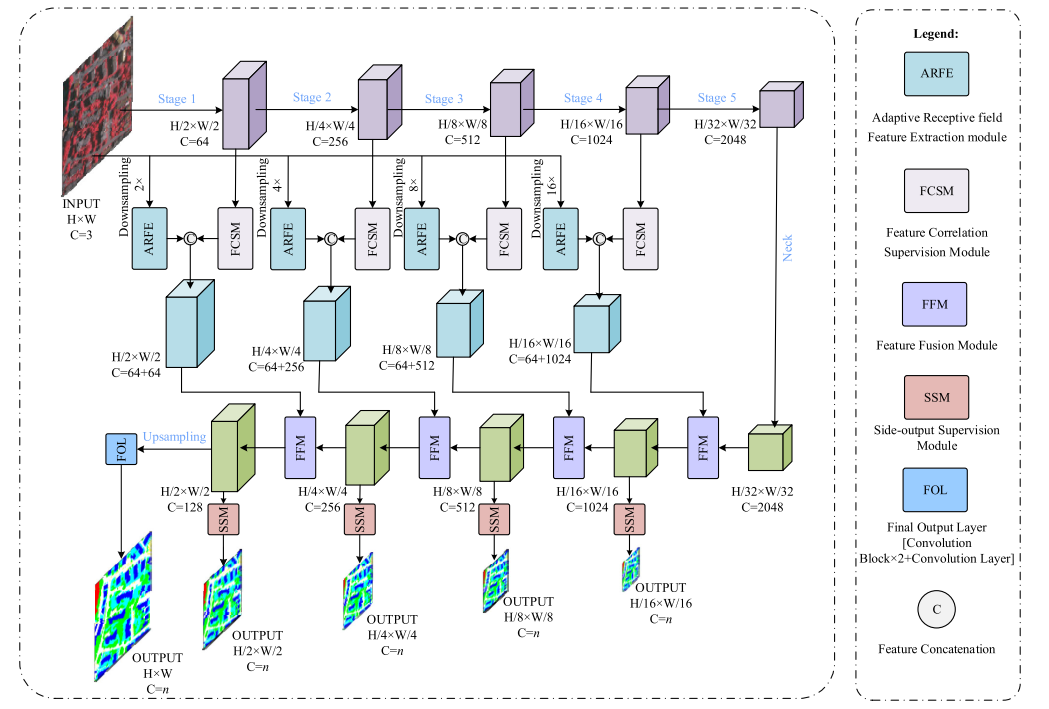 Stage 1
Stage 2
Stage 3
Stage 4
Stage 5
H/2×W/2
C=64
H/4×W/4
C=256
H/8×W/8
C=512
H/16×W/16
C=1024
H/32×W/32
C=2048
INPUT
H×W
C=3
Downsampling
2×
Downsampling
4×
Downsampling
8×
Downsampling
16×
ARFE
C
FCSM
ARFE
C
FCSM
ARFE
C
FCSM
ARFE
C
FCSM
Neck
H/2×W/2
C=64+64
H/4×W/4
C=64+256
H/8×W/8
C=64+512
H/16×W/16
C=64+1024
FOL
Upsampling
FFM
FFM
FFM
FFM
H/2×W/2
C=128
H/4×W/4
C=256
H/8×W/8
C=512
H/16×W/16
C=1024
H/32×W/32
C=2048
SSM
SSM
SSM
SSM
OUTPUT
H×W
C=n
OUTPUT
H/2×W/2
C=n
OUTPUT
H/4×W/4
C=n
OUTPUT
H/8×W/8
C=n
OUTPUT
H/16×W/16
C=n
Legend:
ARFE
Adaptive Receptive field
Feature Extraction module
FCSM
Feature Correlation
Supervision Module
FFM
Feature Fusion Module
SSM
Side-output Supervision
Module
FOL
Final Output Layer
[Convolution
Block×2+Convolution Layer]
C
Feature Concatenation